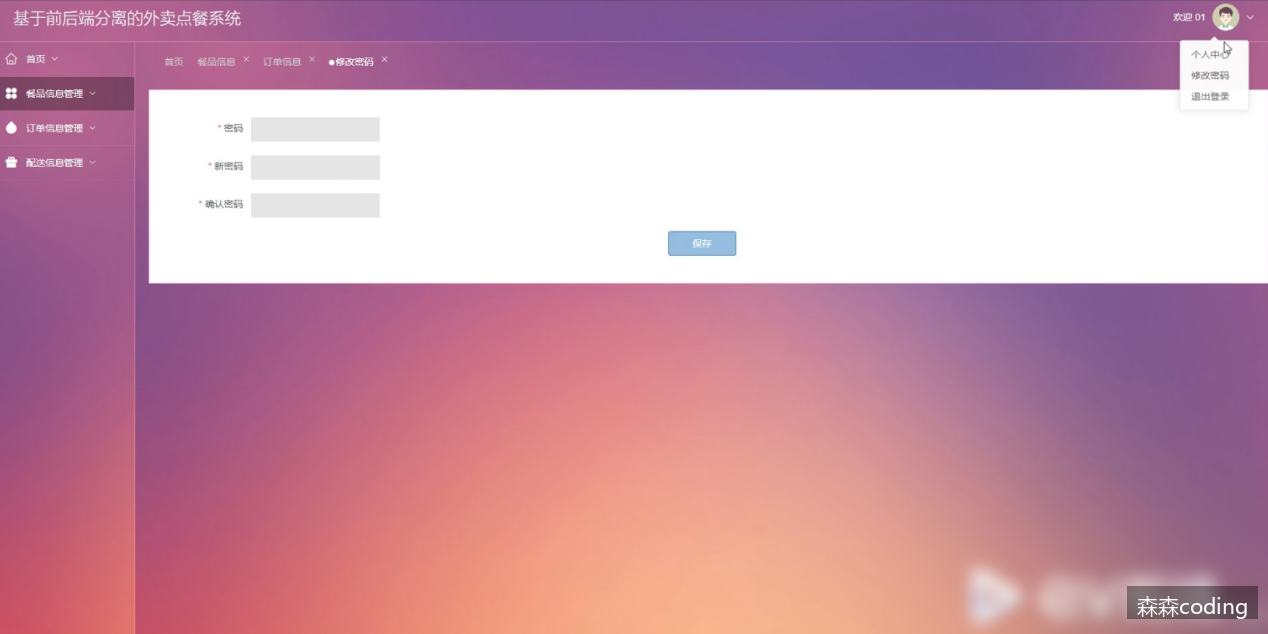 基于前后端分离的外卖点餐系统
欢迎 01
首页
餐品信息管理
订单信息管理
配送信息管理
首页 餐品信息 × 订单信息 × ●修改密码 ×
个人中心
修改密码
退出登录
* 密码
* 新密码
* 确认密码
保存
森森coding